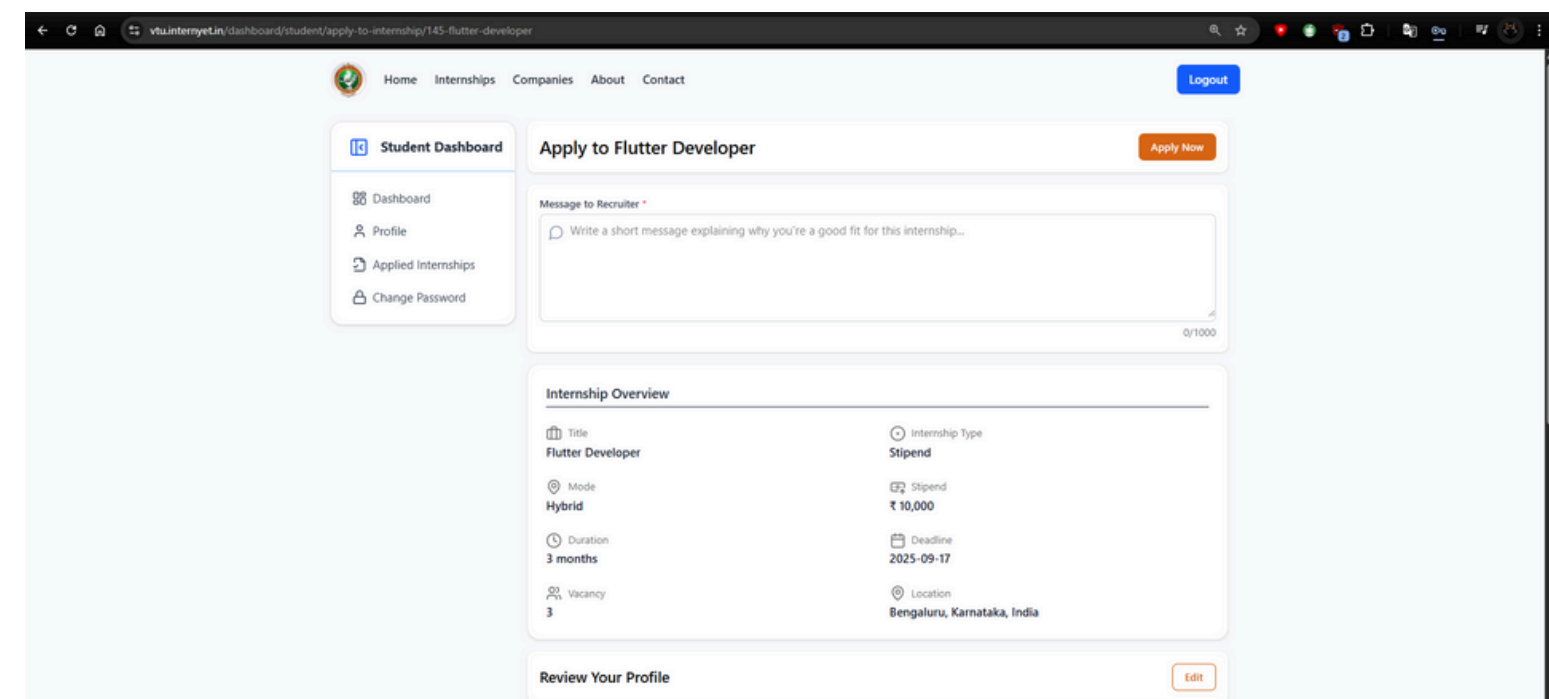 vtu.internyet.in/dashboard/student/apply-to-internship/145-flutter-developer
Home Internships Companies About Contact
Logout
Student Dashboard
Dashboard
Profile
Applied Internships
Change Password
Apply to Flutter Developer
Apply Now
Message to Recruiter *
Write a short message explaining why you're a good fit for this internship...
0/1000
Internship Overview
Title
Flutter Developer
Internship Type
Stipend
Mode
Hybrid
Stipend
₹ 10,000
Duration
3 months
Deadline
2025-09-17
Vacancy
3
Location
Bengaluru, Karnataka, India
Review Your Profile
Edit